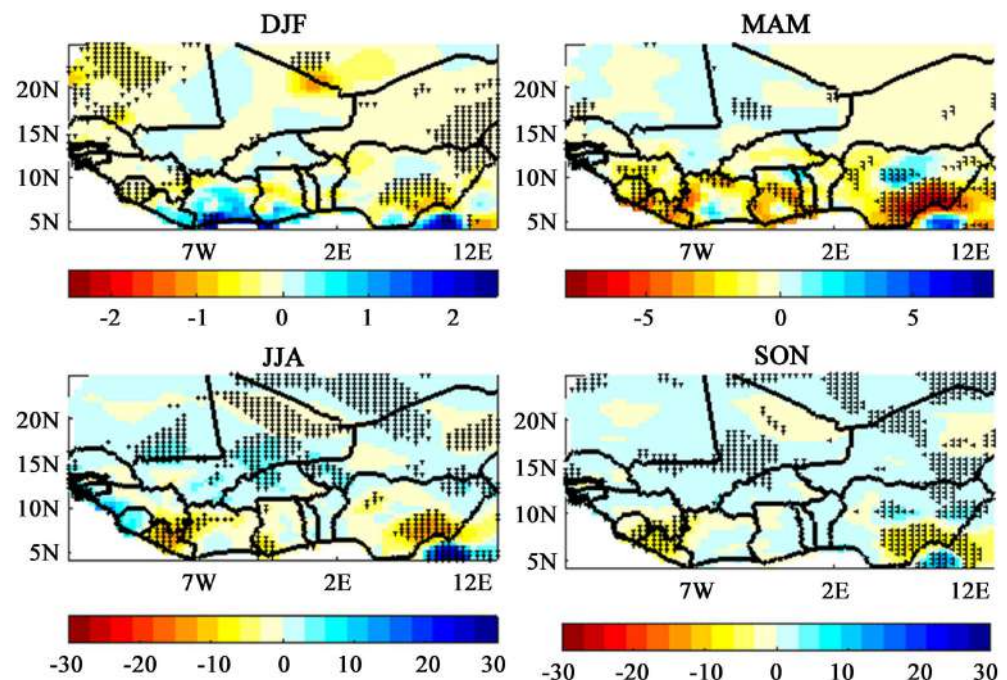 DJF MAM
20N 20N
15N 15N
10N 10N
5N 5N
7W 2E 12E 7W 2E 12E
-2 -1 0 1 2 -5 0 5
JJA SON
20N 20N
15N 15N
10N 10N
5N 5N
7W 2E 12E 7W 2E 12E
-30 -20 -10 0 10 20 30 -30 -20 -10 0 10 20 30